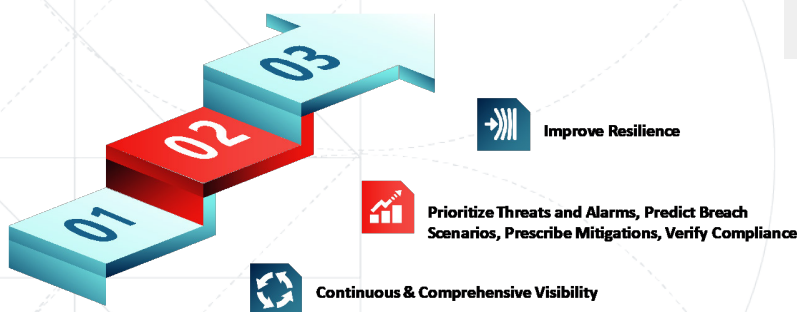 03
Improve Resilience
02
Prioritize Threats and Alarms, Predict Breach
Scenarios, Prescribe Mitigations, Verify Compliance
01
Continuous & Comprehensive Visibility